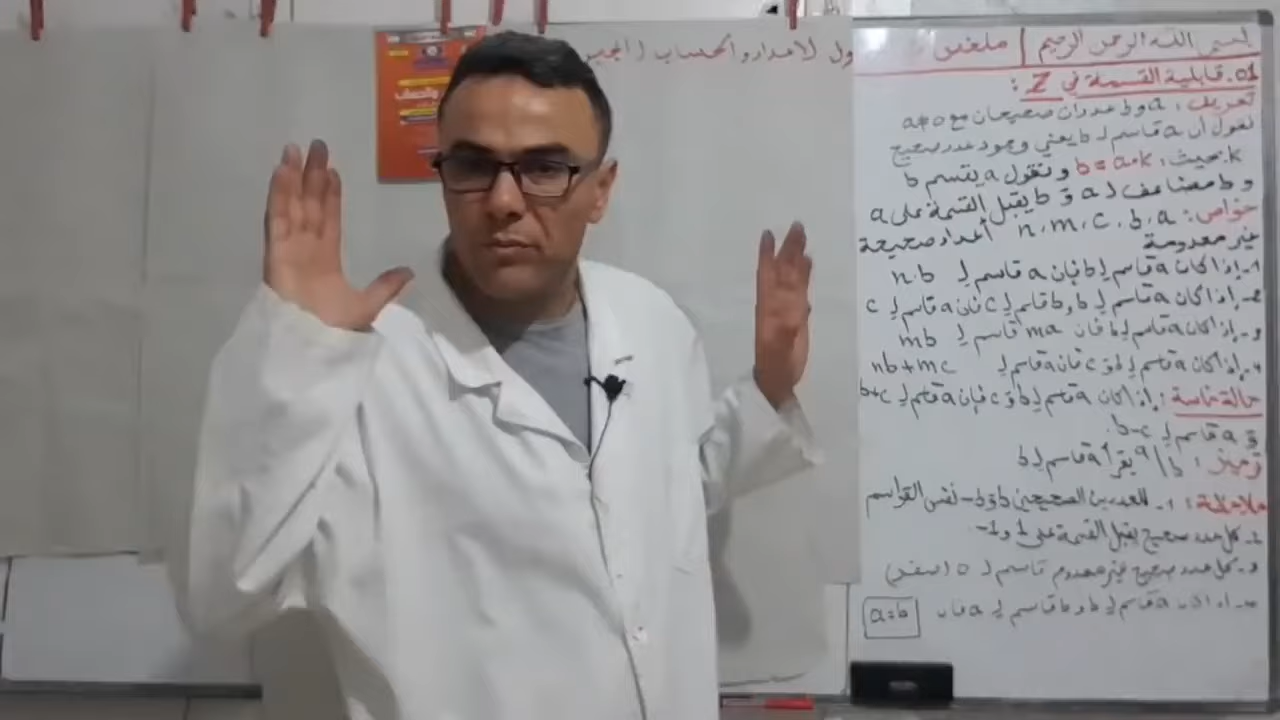 ول الأعداد و الحساب
بسم الله الرحمن الرحيم | ملخص
01. قابلية القسمة في Z :
تعريف: a و b عددان صحيحان مع a≠0
نقول أن a قاسم لـ b يعني وجود عدد صحيح
k بحيث: b = a×k و نقول a يقسم b
و b مضاعف لـ a و b يقبل القسمة على a
خواص: n، m، c، b، a أعداد صحيحة
غير معدومة
1- إذا كان a قاسم لـ b فإن a قاسم لـ n.b
2- إذا كان a قاسم لـ b و b قاسم لـ c فإن a قاسم لـ c
3- إذا كان a قاسم لـ b فإن ma قاسم لـ mb
4- إذا كان a قاسم لـ b و c فإن a قاسم لـ nb+mc
حالة خاصة: إذا كان a قاسم لـ b و c فإن a قاسم لـ b+c
و a قاسم لـ b-c
ترميز: a|b يقرأ a قاسم لـ b
ملاحظة: 1- للعددين الصحيحين b و -b نفس القواسم
2- كل عدد صحيح يقبل القسمة على 1 و -1
3- كل عدد صحيح غير معدوم قاسم لـ 0 (صفر)
4- إذا كان a قاسم لـ b و b قاسم لـ a فإن a=b